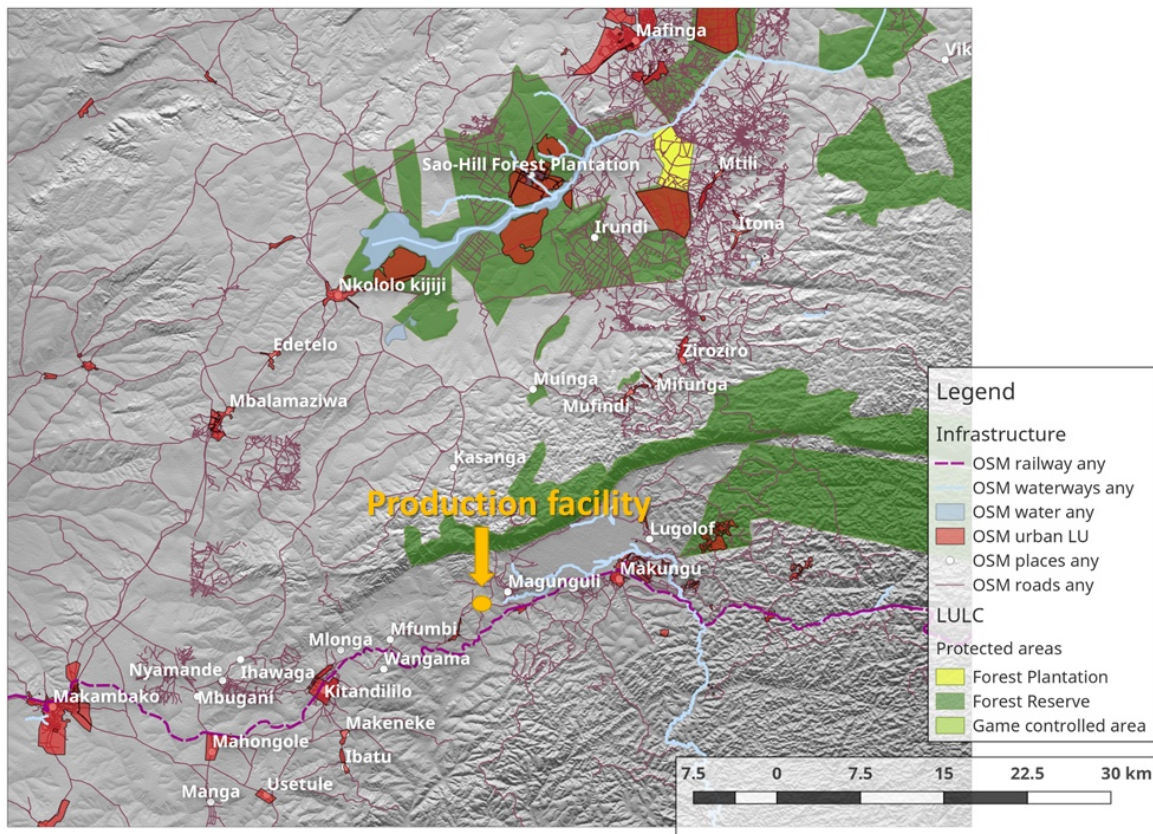 Mafinga
Vik
Sao-Hill Forest Plantation
Mtili
Irundi
Itona
Nkololo kijiji
Edetelo
Ziroziro
Muinga
Mifunga
Mufindi
Mbalamaziwa
Kasanga
Production facility
Lugolof
Magunguli
Makungu
Mlonga
Mfumbi
Nyamande
Ihawaga
Wangama
Makambako
Mbugani
Kitandililo
Makeneke
Mahongole
Ibatu
Usetule
Manga
Legend
Infrastructure
OSM railway any
OSM waterways any
OSM water any
OSM urban LU
OSM places any
OSM roads any
LULC
Protected areas
Forest Plantation
Forest Reserve
Game controlled area
7.5 0 7.5 15 22.5 30 km